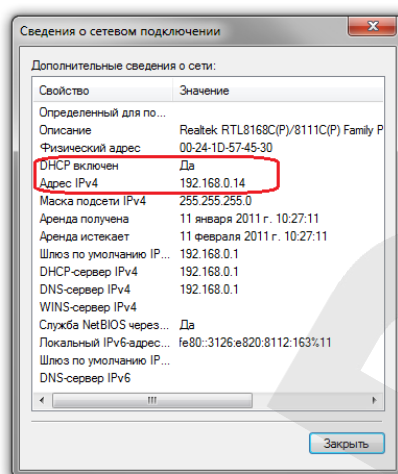 Сведения о сетевом подключении
Дополнительные сведения о сети:
Свойство Значение
Определенный для по...
Описание Realtek RTL8168C(P)/8111C(P) Family P
Физический адрес 00-24-1D-57-45-30
DHCP включен Да
Адрес IPv4 192.168.0.14
Маска подсети IPv4 255.255.255.0
Аренда получена 11 января 2011 г. 10:27:11
Аренда истекает 11 февраля 2011 г. 10:27:11
Шлюз по умолчанию IP... 192.168.0.1
DHCP-сервер IPv4 192.168.0.1
DNS-сервер IPv4 192.168.0.1
WINS-сервер IPv4
Служба NetBIOS через... Да
Локальный IPv6-адрес... fe80::3126:e820:8112:163%11
Шлюз по умолчанию IP...
DNS-сервер IPv6
Закрыть